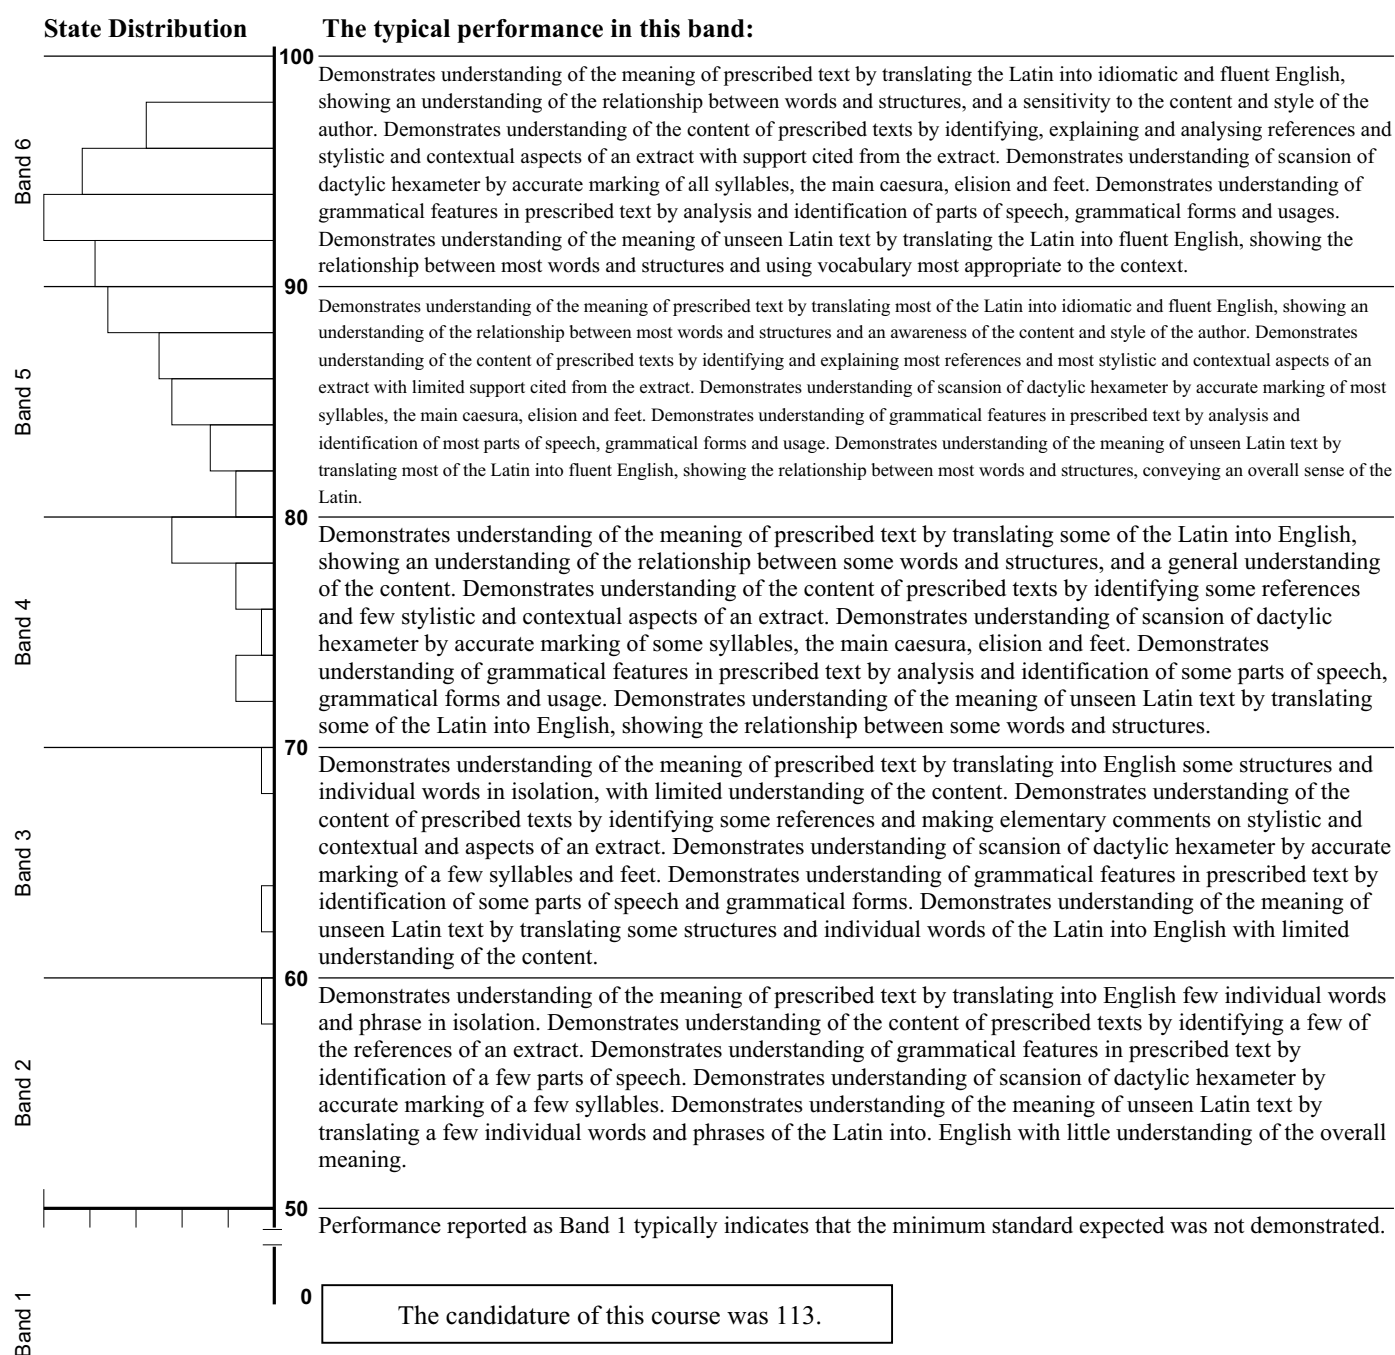 State Distribution
The typical performance in this band:
100
Band 6
Demonstrates understanding of the meaning of prescribed text by translating the Latin into idiomatic and fluent English,
showing an understanding of the relationship between words and structures, and a sensitivity to the content and style of the
author. Demonstrates understanding of the content of prescribed texts by identifying, explaining and analysing references and
stylistic and contextual aspects of an extract with support cited from the extract. Demonstrates understanding of scansion of
dactylic hexameter by accurate marking of all syllables, the main caesura, elision and feet. Demonstrates understanding of
grammatical features in prescribed text by analysis and identification of parts of speech, grammatical forms and usages.
Demonstrates understanding of the meaning of unseen Latin text by translating the Latin into fluent English, showing the
relationship between most words and structures and using vocabulary most appropriate to the context.
90
Band 5
Demonstrates understanding of the meaning of prescribed text by translating most of the Latin into idiomatic and fluent English, showing an
understanding of the relationship between most words and structures and an awareness of the content and style of the author. Demonstrates
understanding of the content of prescribed texts by identifying and explaining most references and most stylistic and contextual aspects of an
extract with limited support cited from the extract. Demonstrates understanding of scansion of dactylic hexameter by accurate marking of most
syllables, the main caesura, elision and feet. Demonstrates understanding of grammatical features in prescribed text by analysis and
identification of most parts of speech, grammatical forms and usage. Demonstrates understanding of the meaning of unseen Latin text by
translating most of the Latin into fluent English, showing the relationship between most words and structures, conveying an overall sense of the
Latin.
80
Band 4
Demonstrates understanding of the meaning of prescribed text by translating some of the Latin into English,
showing an understanding of the relationship between some words and structures, and a general understanding
of the content. Demonstrates understanding of the content of prescribed texts by identifying some references
and few stylistic and contextual aspects of an extract. Demonstrates understanding of scansion of dactylic
hexameter by accurate marking of some syllables, the main caesura, elision and feet. Demonstrates
understanding of grammatical features in prescribed text by analysis and identification of some parts of speech,
grammatical forms and usage. Demonstrates understanding of the meaning of unseen Latin text by translating
some of the Latin into English, showing the relationship between some words and structures.
70
Band 3
Demonstrates understanding of the meaning of prescribed text by translating into English some structures and
individual words in isolation, with limited understanding of the content. Demonstrates understanding of the
content of prescribed texts by identifying some references and making elementary comments on stylistic and
contextual and aspects of an extract. Demonstrates understanding of scansion of dactylic hexameter by accurate
marking of a few syllables and feet. Demonstrates understanding of grammatical features in prescribed text by
identification of some parts of speech and grammatical forms. Demonstrates understanding of the meaning of
unseen Latin text by translating some structures and individual words of the Latin into English with limited
understanding of the content.
60
Band 2
Demonstrates understanding of the meaning of prescribed text by translating into English few individual words
and phrase in isolation. Demonstrates understanding of the content of prescribed texts by identifying a few of
the references of an extract. Demonstrates understanding of grammatical features in prescribed text by
identification of a few parts of speech. Demonstrates understanding of scansion of dactylic hexameter by
accurate marking of a few syllables. Demonstrates understanding of the meaning of unseen Latin text by
translating a few individual words and phrases of the Latin into. English with little understanding of the overall
meaning.
50
Performance reported as Band 1 typically indicates that the minimum standard expected was not demonstrated.
0
Band 1
The candidature of this course was 113.